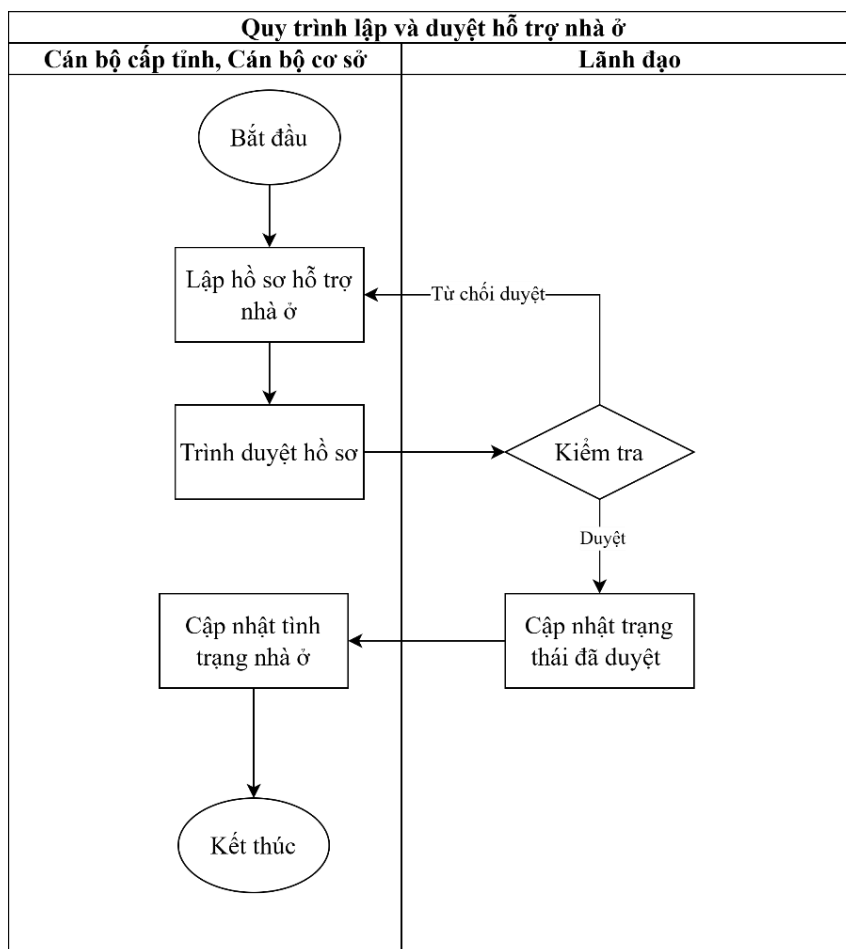 Quy trình lập và duyệt hỗ trợ nhà ở
Cán bộ cấp tỉnh, Cán bộ cơ sở
Lãnh đạo
Bắt đầu
Lập hồ sơ hỗ trợ
nhà ở
Từ chối duyệt
Trình duyệt hồ sơ
Kiểm tra
Duyệt
Cập nhật trạng
thái đã duyệt
Cập nhật tình
trạng nhà ở
Kết thúc